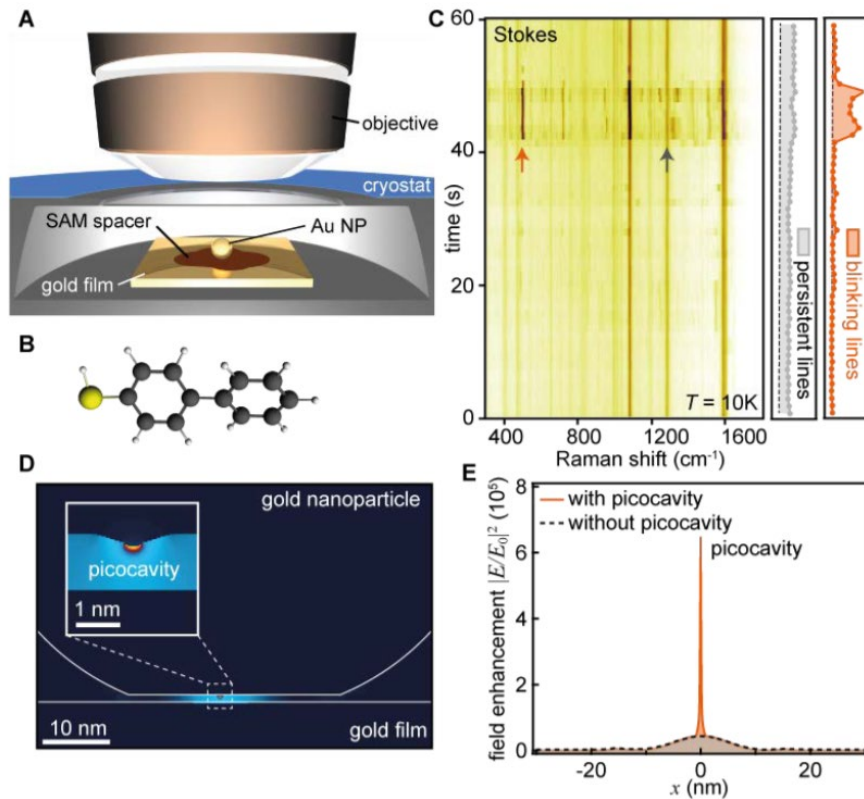 A
objective
cryostat
SAM spacer
Au NP
gold film
B
C
Stokes
T = 10K
60
40
20
0
time (s)
400
800
1200
1600
Raman shift (cm⁻¹)
persistent lines
blinking lines
D
gold nanoparticle
picocavity
1 nm
10 nm
gold film
E
with picocavity
without picocavity
picocavity
8
6
4
2
0
field enhancement |E/E₀|² (10⁵)
-20
0
20
x (nm)